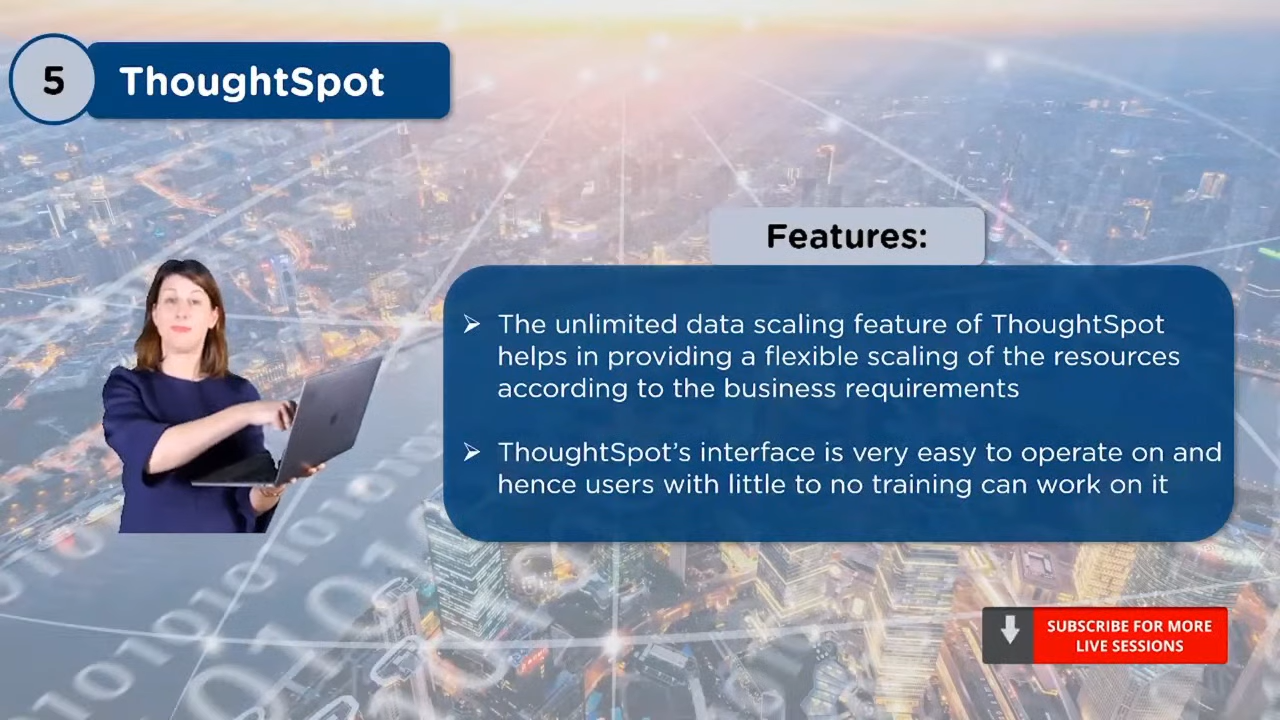 5
ThoughtSpot
Features:
➢ The unlimited data scaling feature of ThoughtSpot
helps in providing a flexible scaling of the resources
according to the business requirements
➢ ThoughtSpot’s interface is very easy to operate on and
hence users with little to no training can work on it
SUBSCRIBE FOR MORE
LIVE SESSIONS